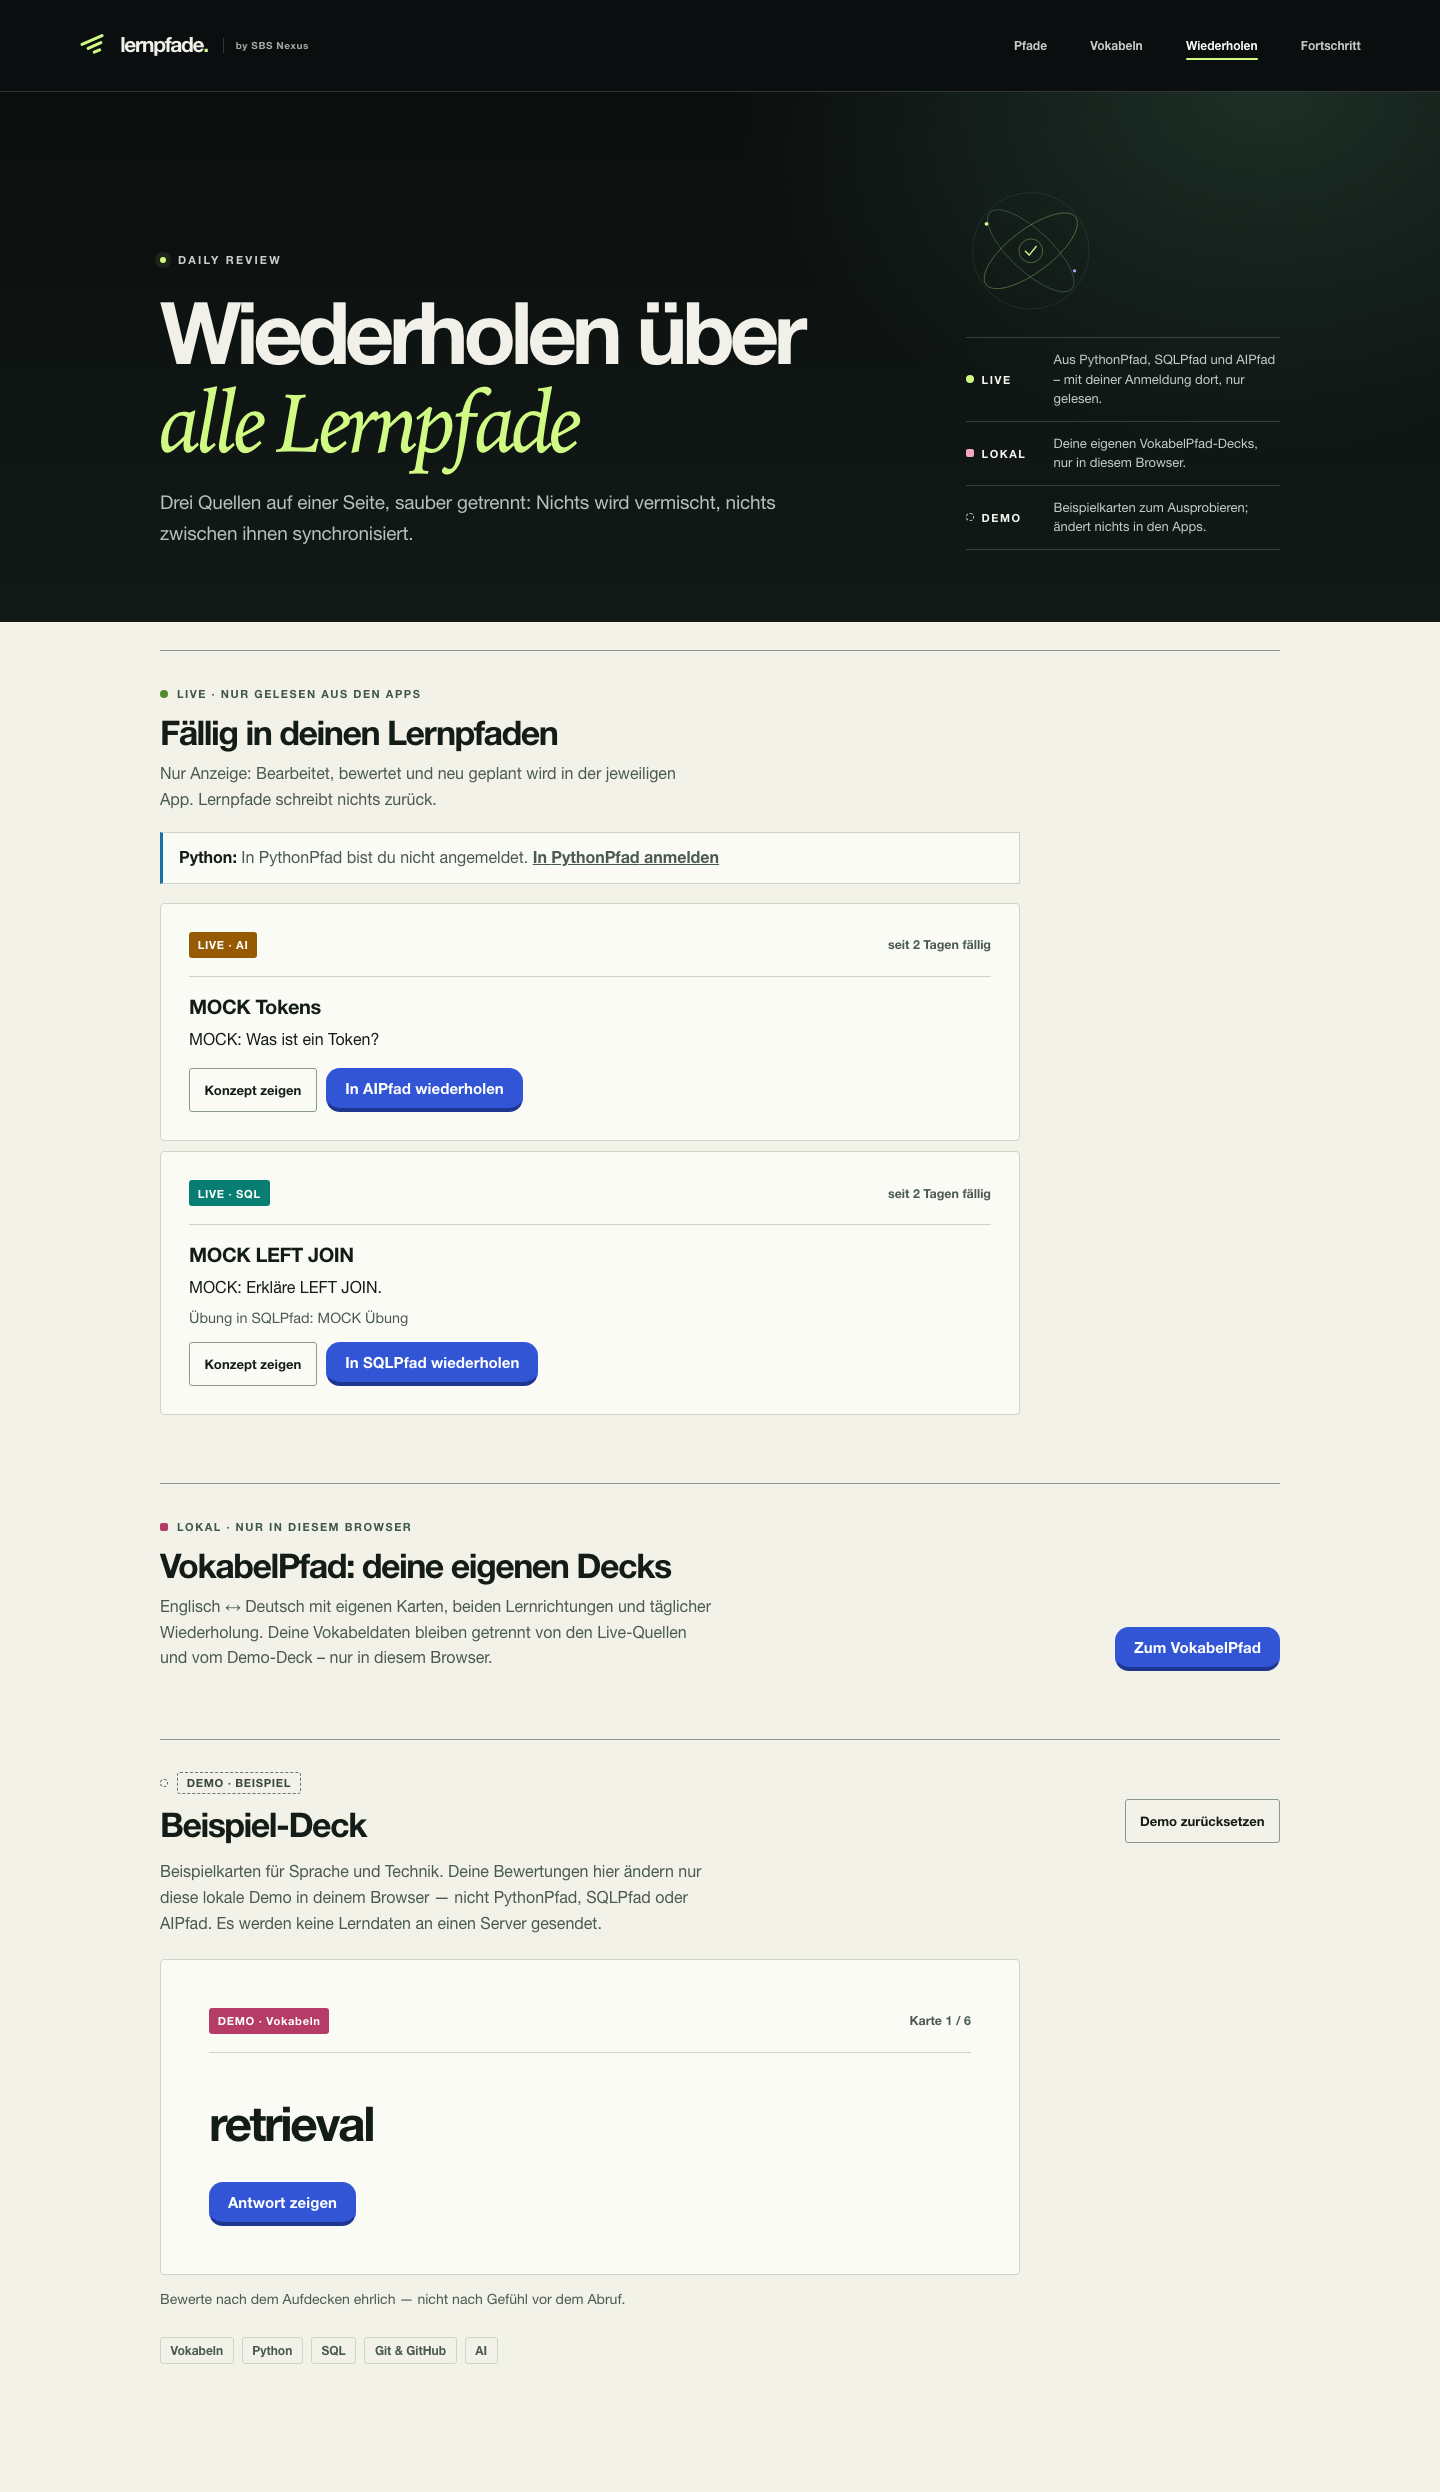 lernpfade.
by SBS Nexus
Pfade
Vokabeln
Wiederholen
Fortschritt
DAILY REVIEW
Wiederholen über
alle Lernpfade
Drei Quellen auf einer Seite, sauber getrennt: Nichts wird vermischt, nichts
zwischen ihnen synchronisiert.
LIVE
Aus PythonPfad, SQLPfad und AIPfad
– mit deiner Anmeldung dort, nur
gelesen.
LOKAL
Deine eigenen VokabelPfad-Decks,
nur in diesem Browser.
DEMO
Beispielkarten zum Ausprobieren;
ändert nichts in den Apps.
LIVE · NUR GELESEN AUS DEN APPS
Fällig in deinen Lernpfaden
Nur Anzeige: Bearbeitet, bewertet und neu geplant wird in der jeweiligen
App. Lernpfade schreibt nichts zurück.
Python: In PythonPfad bist du nicht angemeldet. In PythonPfad anmelden
LIVE · AI
seit 2 Tagen fällig
MOCK Tokens
MOCK: Was ist ein Token?
Konzept zeigen
In AIPfad wiederholen
LIVE · SQL
seit 2 Tagen fällig
MOCK LEFT JOIN
MOCK: Erkläre LEFT JOIN.
Übung in SQLPfad: MOCK Übung
Konzept zeigen
In SQLPfad wiederholen
LOKAL · NUR IN DIESEM BROWSER
VokabelPfad: deine eigenen Decks
Englisch ↔ Deutsch mit eigenen Karten, beiden Lernrichtungen und täglicher
Wiederholung. Deine Vokabeldaten bleiben getrennt von den Live-Quellen
und vom Demo-Deck – nur in diesem Browser.
Zum VokabelPfad
DEMO · BEISPIEL
Beispiel-Deck
Demo zurücksetzen
Beispielkarten für Sprache und Technik. Deine Bewertungen hier ändern nur
diese lokale Demo in deinem Browser — nicht PythonPfad, SQLPfad oder
AIPfad. Es werden keine Lerndaten an einen Server gesendet.
DEMO · Vokabeln
Karte 1 / 6
retrieval
Antwort zeigen
Bewerte nach dem Aufdecken ehrlich — nicht nach Gefühl vor dem Abruf.
Vokabeln
Python
SQL
Git & GitHub
AI